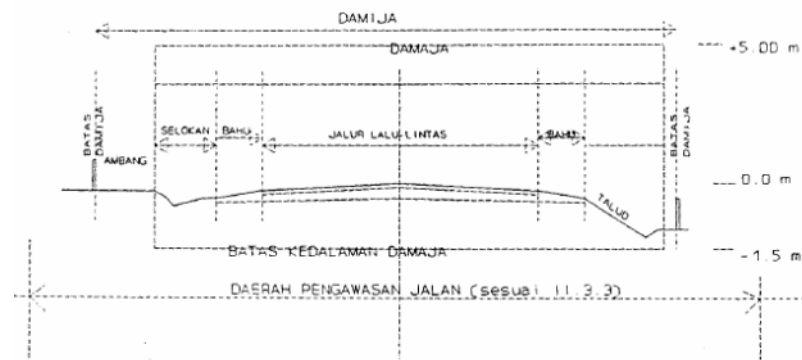 DAMIJA
DAMAJA
+5.00 m
BATAS DAMIJA
SELOKAN
BAHU
JALUR LALU-LINTAS
BAHU
BATAS DAMIJA
AMBANG
0.0 m
TALUD
BATAS KEDALAMAN DAMAJA
-1.5 m
DAERAH PENGAWASAN JALAN (sesuai II.3.3)